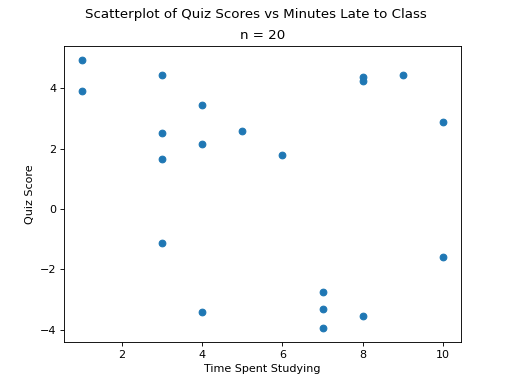 Scatterplot of Quiz Scores vs Minutes Late to Class
n = 20
4
2
0
−2
−4
Quiz Score
2
4
6
8
10
Time Spent Studying